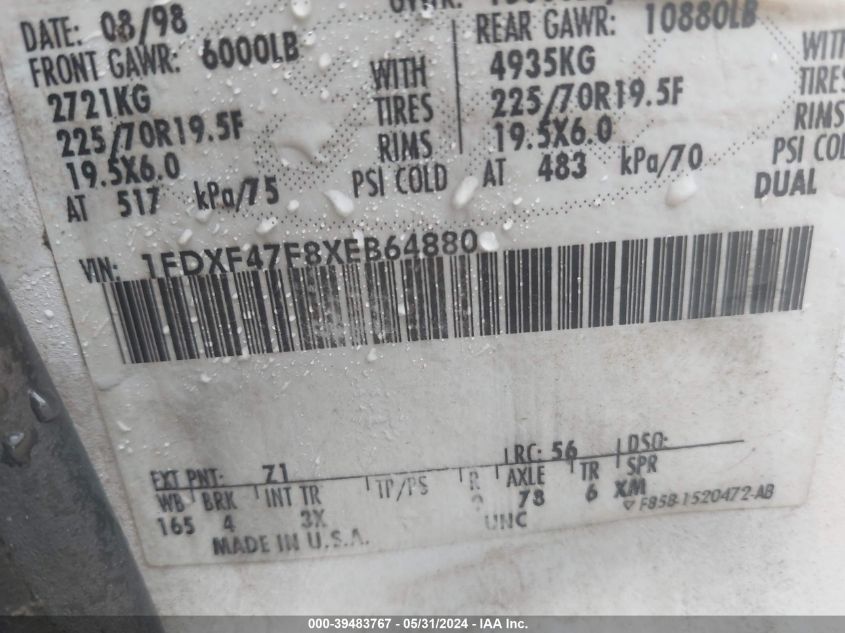 DATE: 08/98
FRONT GAWR: 6000LB
2721KG
225/70R19.5F
19.5X6.0
AT 517 kPa/75
WITH
TIRES
RIMS
PSI COLD
REAR GAWR: 10880LB
4935KG
225/70R19.5F
19.5X6.0
AT 483 kPa/70
WITH
TIRES
RINS
PSI COL
DUAL
VIN: 1FDXF47F8XEB64880
RC: 56 DSO:
EXT PNT: Z1
WB BRK INT TR TP/PS R AXLE TR SPR
165 4 3X 78 6 XM
UNC
F85B-1520472-AB
MADE IN U.S.A.
000-39483767 - 05/31/2024 - IAA Inc.